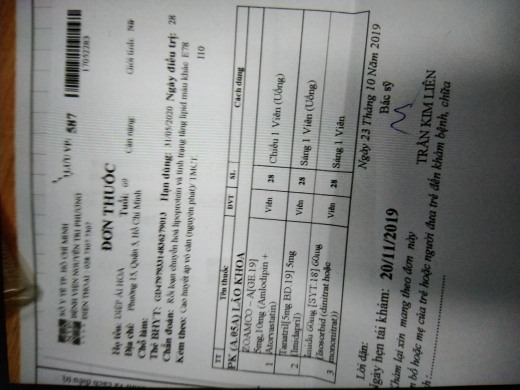 SỞ Y TẾ TP. HỒ CHÍ MINH
BỆNH VIỆN NGUYỄN TRI PHƯƠNG
ĐIỆN THOẠI : 028.7307.7307
LƯU VP: 587
17052283
ĐƠN THUỐC
Họ tên: DIỆP ÁI HOA Tuổi: 69 Cân nặng: Giới tính: Nữ
Địa chỉ: Phường 15, Quận 5, Hồ Chí Minh
Chỗ làm:
Thẻ BHYT: GD479793314836279013 Hạn dùng: 31/05/2020 Ngày điều trị: 28
Chẩn đoán: Rối loạn chuyển hoá lipoprotein và tình trạng tăng lipid máu khác E78
Kèm theo: Cao huyết áp vô căn (nguyên phát)/ TMCT.
I10
TT Tên thuốc ĐVT SL Cách dùng
PK (A.05A) LÃO KHOA
1 ZOAMCO - A[GE.19] 5mg,10mg (Amlodipin + Atorvastatin) Viên 28 Chiều 1 Viên (Uống)
2 Tanatril[5mg BD.19] 5mg (Imidapril) Viên 28 Sáng 1 Viên (Uống)
3 Imidu 60mg [SYT.18] 60mg (Isosorbid (dinitrat hoặc mononitrat)) Viên 28 Sáng 1 Viên
Ngày 23 Tháng 10 Năm 2019
Lời dặn:
Bác sỹ
Ngày hẹn tái khám: 20/11/2019
Khám lại xin mang theo đơn này
TRẦN KIM LIÊN
bố hoặc mẹ của trẻ hoặc người đưa trẻ đến khám bệnh, chữa